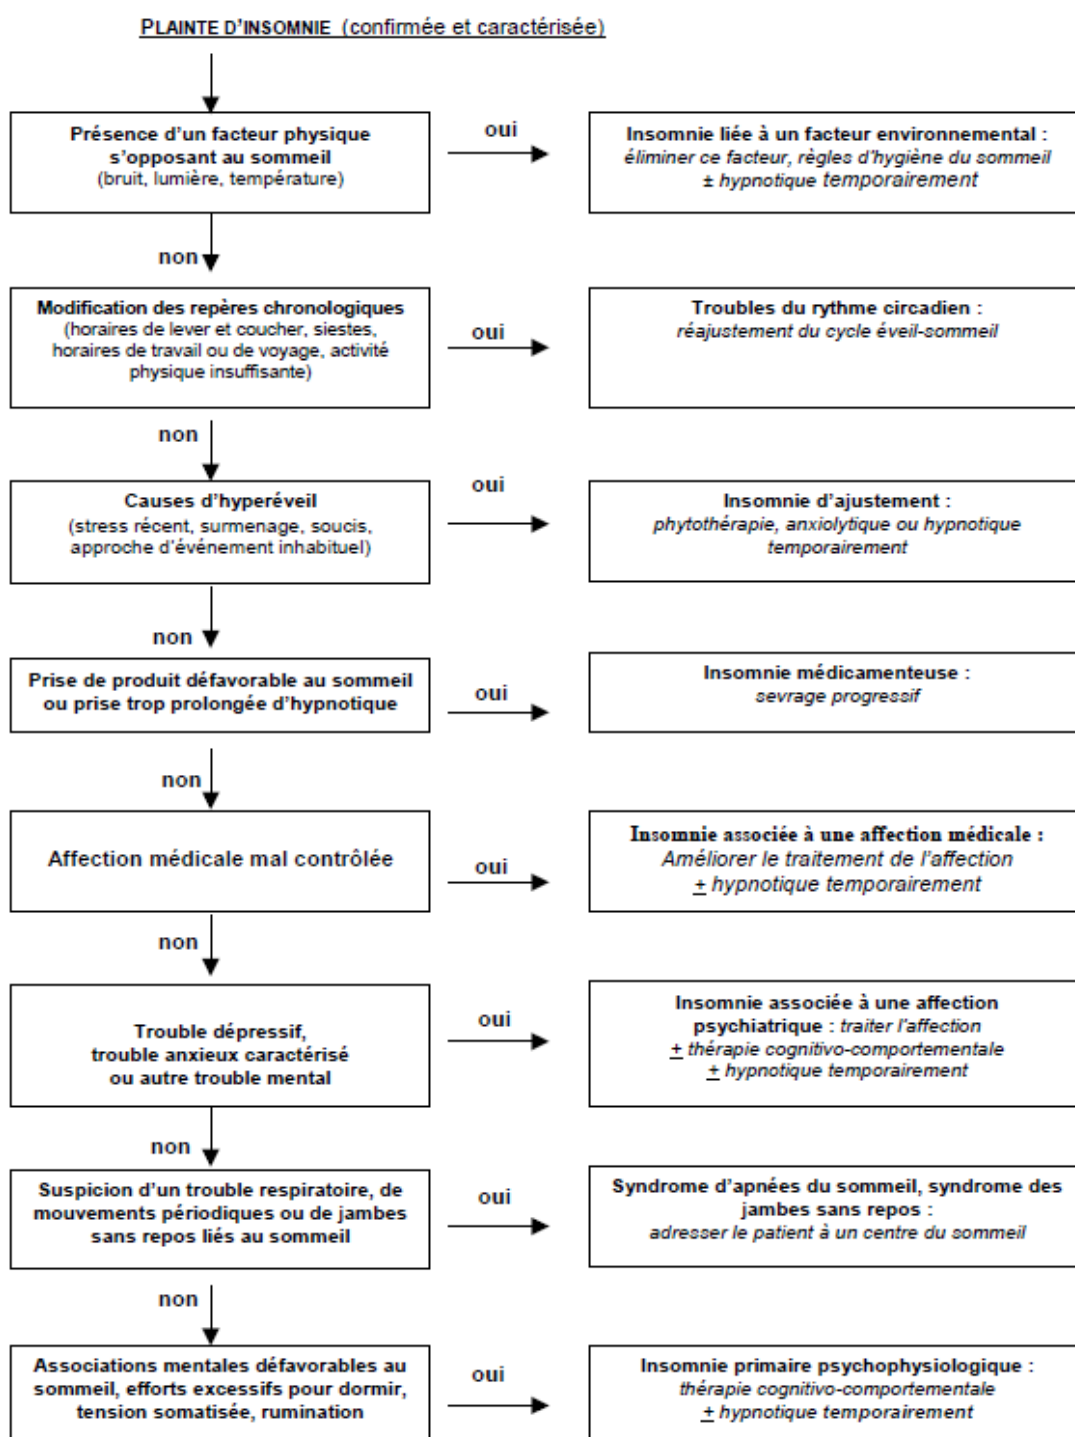 PLAINTE D'INSOMNIE (confirmée et caractérisée)
Présence d'un facteur physique
s'opposant au sommeil
(bruit, lumière, température)
oui
Insomnie liée à un facteur environnemental :
éliminer ce facteur, règles d'hygiène du sommeil
± hypnotique temporairement
non
Modification des repères chronologiques
(horaires de lever et coucher, siestes,
horaires de travail ou de voyage, activité
physique insuffisante)
oui
Troubles du rythme circadien :
réajustement du cycle éveil-sommeil
non
Causes d'hyperéveil
(stress récent, surmenage, soucis,
approche d'événement inhabituel)
oui
Insomnie d'ajustement :
phytothérapie, anxiolytique ou hypnotique
temporairement
non
Prise de produit défavorable au sommeil
ou prise trop prolongée d'hypnotique
oui
Insomnie médicamenteuse :
sevrage progressif
non
Affection médicale mal contrôlée
oui
Insomnie associée à une affection médicale :
Améliorer le traitement de l'affection
± hypnotique temporairement
non
Trouble dépressif,
trouble anxieux caractérisé
ou autre trouble mental
oui
Insomnie associée à une affection
psychiatrique : traiter l'affection
± thérapie cognitivo-comportementale
± hypnotique temporairement
non
Suspicion d'un trouble respiratoire, de
mouvements périodiques ou de jambes
sans repos liés au sommeil
oui
Syndrome d'apnées du sommeil, syndrome des
jambes sans repos :
adresser le patient à un centre du sommeil
non
Associations mentales défavorables au
sommeil, efforts excessifs pour dormir,
tension somatisée, rumination
oui
Insomnie primaire psychophysiologique :
thérapie cognitivo-comportementale
± hypnotique temporairement